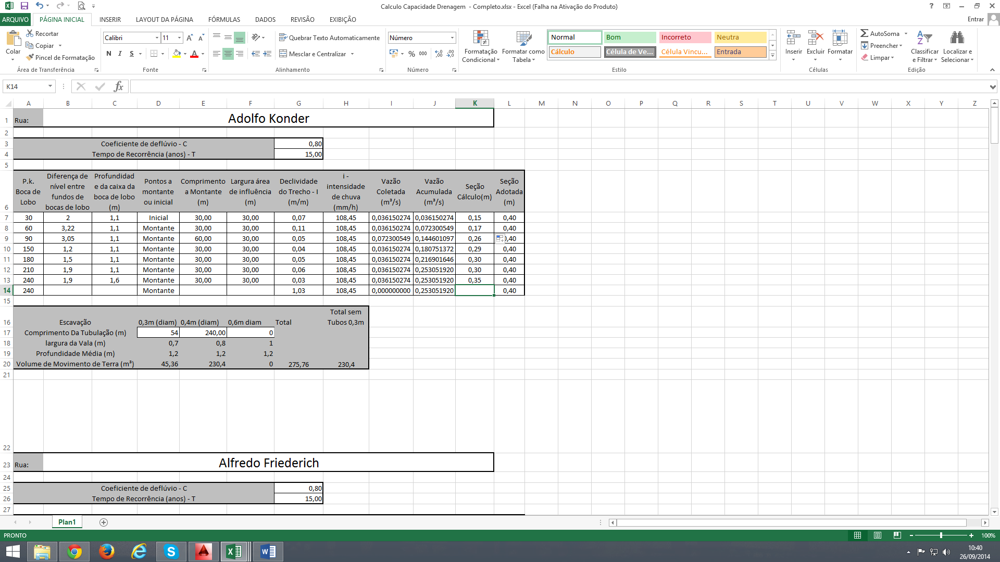 Calculo Capacidade Drenagem - Completo.xlsx - Excel (Falha na Ativação do Produto)
ARQUIVO PÁGINA INICIAL INSERIR LAYOUT DA PÁGINA FÓRMULAS DADOS REVISÃO EXIBIÇÃO Entrar
Colar
Recortar
Copiar
Pincel de Formatação
Área de Transferência
Calibri 11
N I S
Fonte
Quebrar Texto Automaticamente
Mesclar e Centralizar
Alinhamento
Número
% 000
Número
Formatação Condicional
Formatar como Tabela
Normal Bom Incorreto Neutra
Cálculo Célula de Ve... Célula Vincu... Entrada
Estilo
Inserir Excluir Formatar
Células
AutoSoma
Preencher
Limpar
Classificar e Filtrar
Localizar e Selecionar
Edição
K14 fx
A B C D E F G H I J K L M N O P Q R S T U V W X Y Z
1 Rua: Adolfo Konder
2
3 Coeficiente de deflúvio - C 0,80
4 Tempo de Recorrência (anos) - T 15,00
5
6 P.k. Boca de Lobo Diferença de nível entre fundos de bocas de lobo Profundidad e da caixa da boca de lobo (m) Pontos a montante ou inicial Comprimento a Montante (m) Largura área de influência (m) Declividade do Trecho - I (m/m) i - intensidade de chuva (mm/h) Vazão Coletada (m³/s) Vazão Acumulada (m³/s) Seção Cálculo(m) Seção Adotada (m)
7 30 2 1,1 Inicial 30,00 30,00 0,07 108,45 0,036150274 0,036150274 0,15 0,40
8 60 3,22 1,1 Montante 30,00 30,00 0,11 108,45 0,036150274 0,072300549 0,17 0,40
9 90 3,05 1,1 Montante 60,00 30,00 0,05 108,45 0,072300549 0,144601097 0,26 ,40
10 150 1,2 1,1 Montante 30,00 30,00 0,04 108,45 0,036150274 0,180751372 0,29 0,40
11 180 1,5 1,1 Montante 30,00 30,00 0,05 108,45 0,036150274 0,216901646 0,30 0,40
12 210 1,9 1,1 Montante 30,00 30,00 0,06 108,45 0,036150274 0,253051920 0,30 0,40
13 240 1,9 1,6 Montante 30,00 30,00 0,03 108,45 0,036150274 0,253051920 0,35 0,40
14 240 Montante 1,03 108,45 0,000000000 0,253051920 0,40
15
16 Escavação 0,3m (diam) 0,4m (diam) 0,6m diam Total Total sem Tubos 0,3m
17 Comprimento Da Tubulação (m) 54 240,00 0
18 largura da Vala (m) 0,7 0,8 1
19 Profundidade Média (m) 1,2 1,2 1,2
20 Volume de Movimento de Terra (m³) 45,36 230,4 0 275,76 230,4
21
22
23 Rua: Alfredo Friederich
24
25 Coeficiente de deflúvio - C 0,80
26 Tempo de Recorrência (anos) - T 15,00
27
Plan1
PRONTO 100%
10:40
26/09/2014